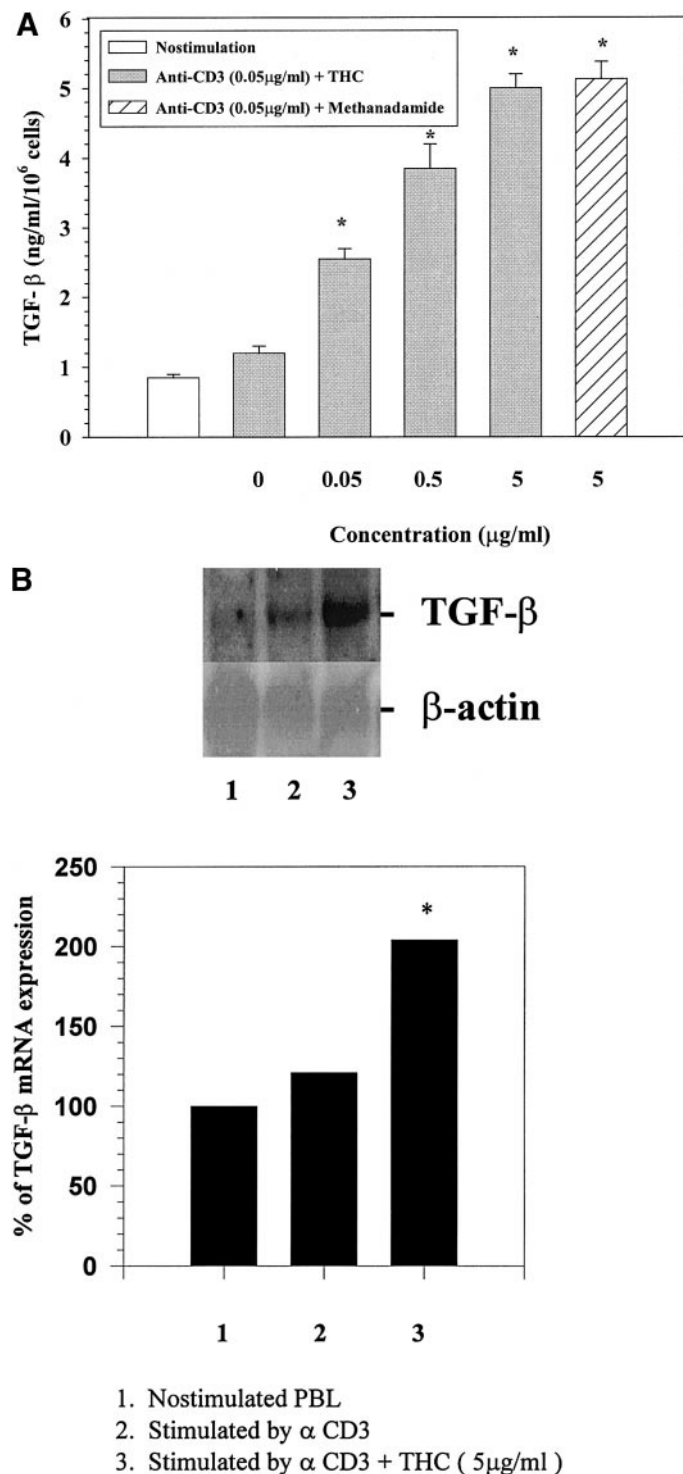 A
6
5
4
3
2
1
0
TGF- β (ng/ml/10⁶ cells)
Nostimulation
Anti-CD3 (0.05μg/ml) + THC
Anti-CD3 (0.05μg/ml) + Methanadamide
* * * *
0 0.05 0.5 5 5
Concentration (μg/ml)
B
TGF-β
β-actin
1 2 3
250
200
150
100
50
0
% of TGF-β mRNA expression
*
1 2 3
1. Nostimulated PBL
2. Stimulated by α CD3
3. Stimulated by α CD3 + THC ( 5μg/ml )